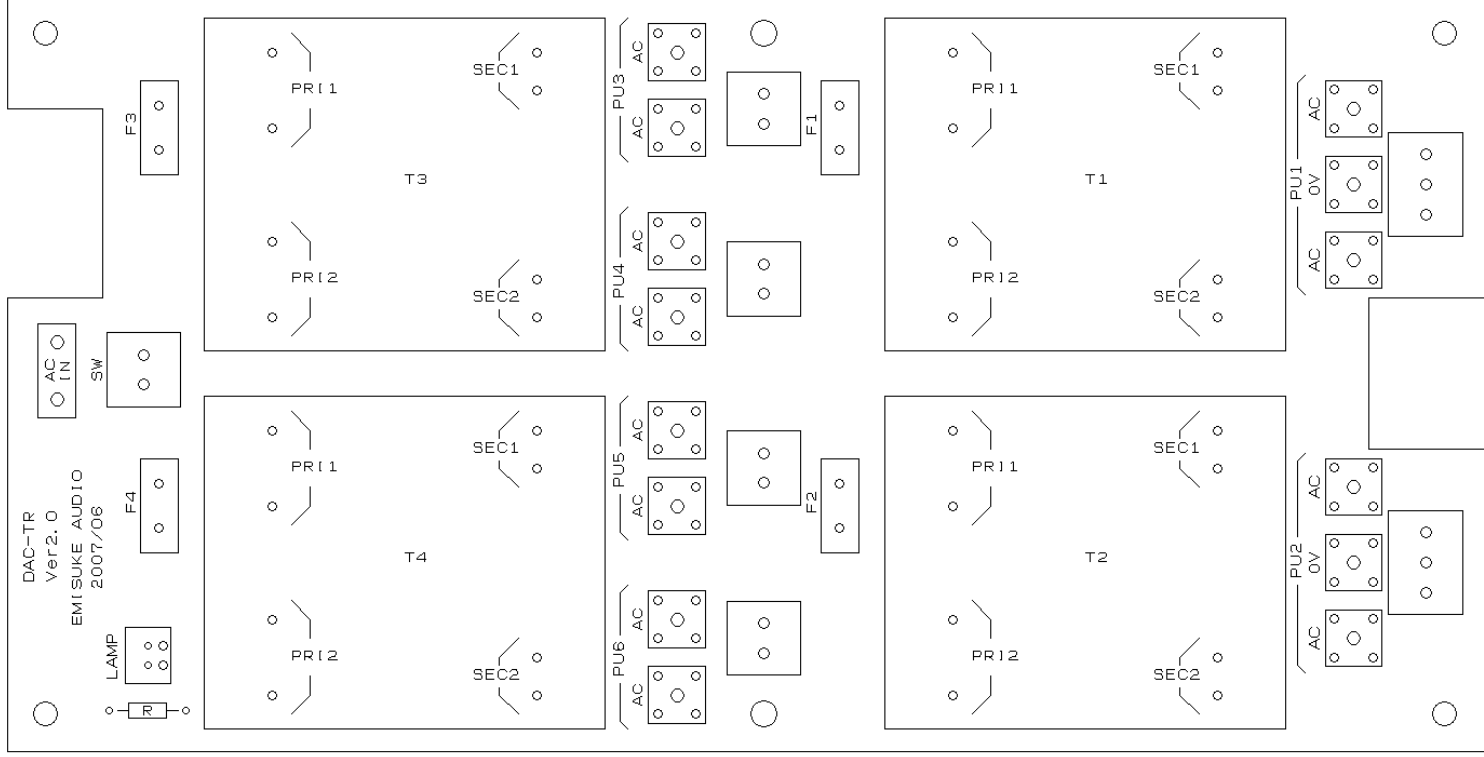 F3
PRI1
SEC1
T3
PRI2
SEC2
PU3
AC
AC
PU4
AC
AC
F1
PRI1
SEC1
T1
PRI2
SEC2
PU1
AC
0V
AC
AC IN
SW
F4
PRI1
SEC1
T4
PRI2
SEC2
PU5
AC
AC
PU6
AC
AC
F2
PRI1
SEC1
T2
PRI2
SEC2
PU2
AC
0V
AC
DAC-TR
Ver2.0
EMISUKE AUDIO
2007/06
LAMP
R